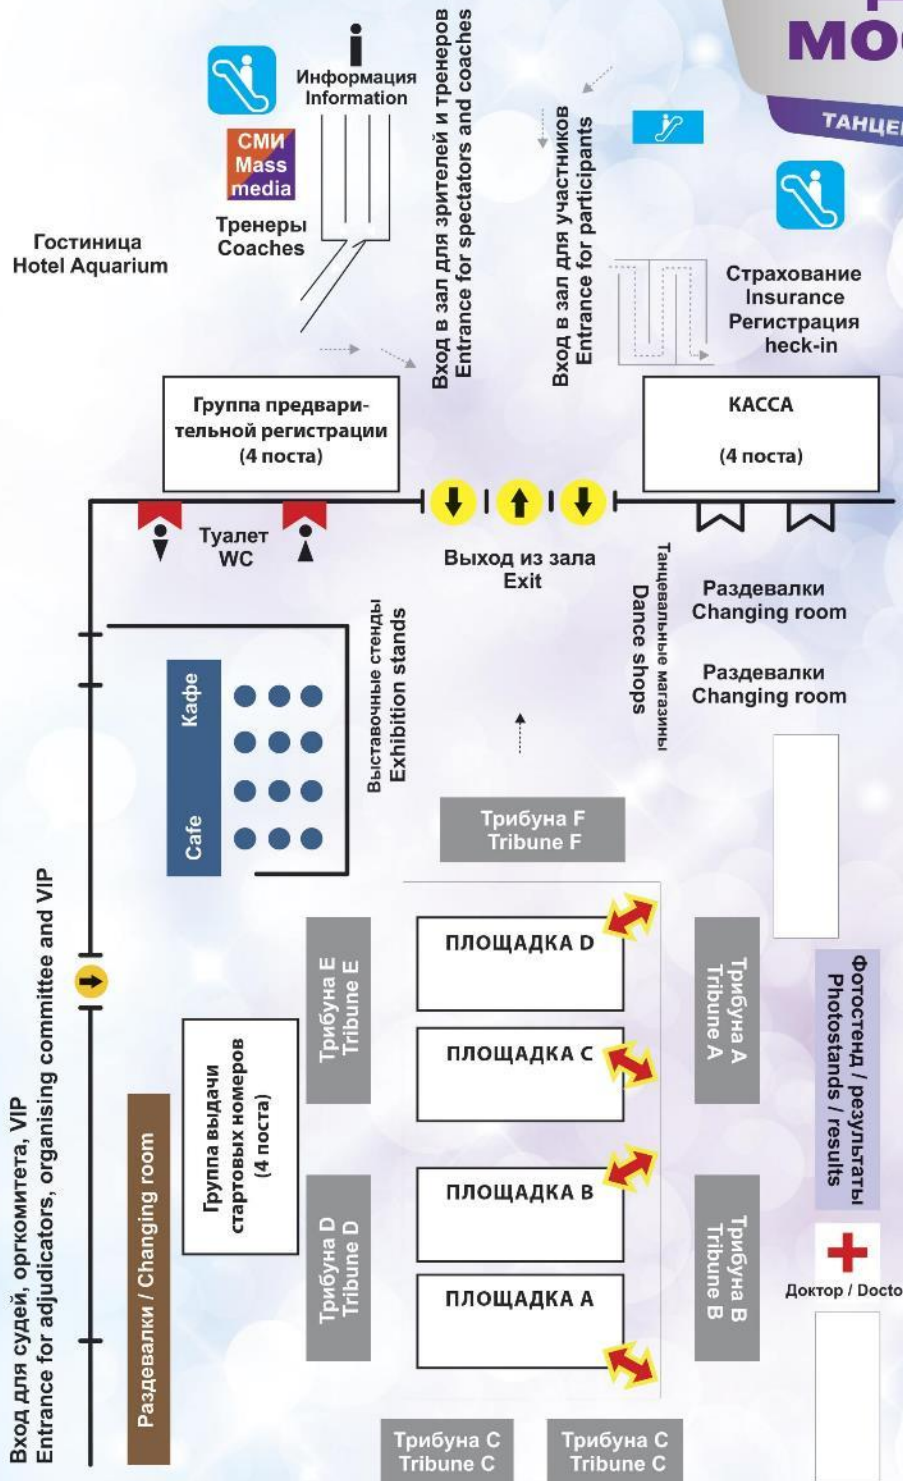 МОС
ТАНЦЕ
Информация
Information
СМИ
Mass
media
Тренеры
Coaches
Гостиница
Hotel Aquarium
Вход в зал для зрителей и тренеров
Entrance for spectators and coaches
Вход в зал для участников
Entrance for participants
Страхование
Insurance
Регистрация
heck-in
Группа предвари-
тельной регистрации
(4 поста)
КАССА
(4 поста)
Туалет
WC
Выход из зала
Exit
Танцевальные магазины
Dance shops
Раздевалки
Changing room
Раздевалки
Changing room
Выставочные стенды
Exhibition stands
Кафе
Cafe
Трибуна F
Tribune F
Вход для судей, оргкомитета, VIP
Entrance for adjudicators, organising committee and VIP
Трибуна E
Tribune E
ПЛОЩАДКА D
Трибуна A
Tribune A
ПЛОЩАДКА C
Фотостенд / результаты
Photostands / results
Раздевалки / Changing room
Группа выдачи
стартовых номеров
(4 поста)
Трибуна D
Tribune D
ПЛОЩАДКА B
Трибуна B
Tribune B
ПЛОЩАДКА A
Доктор / Docto
Трибуна C
Tribune C
Трибуна C
Tribune C